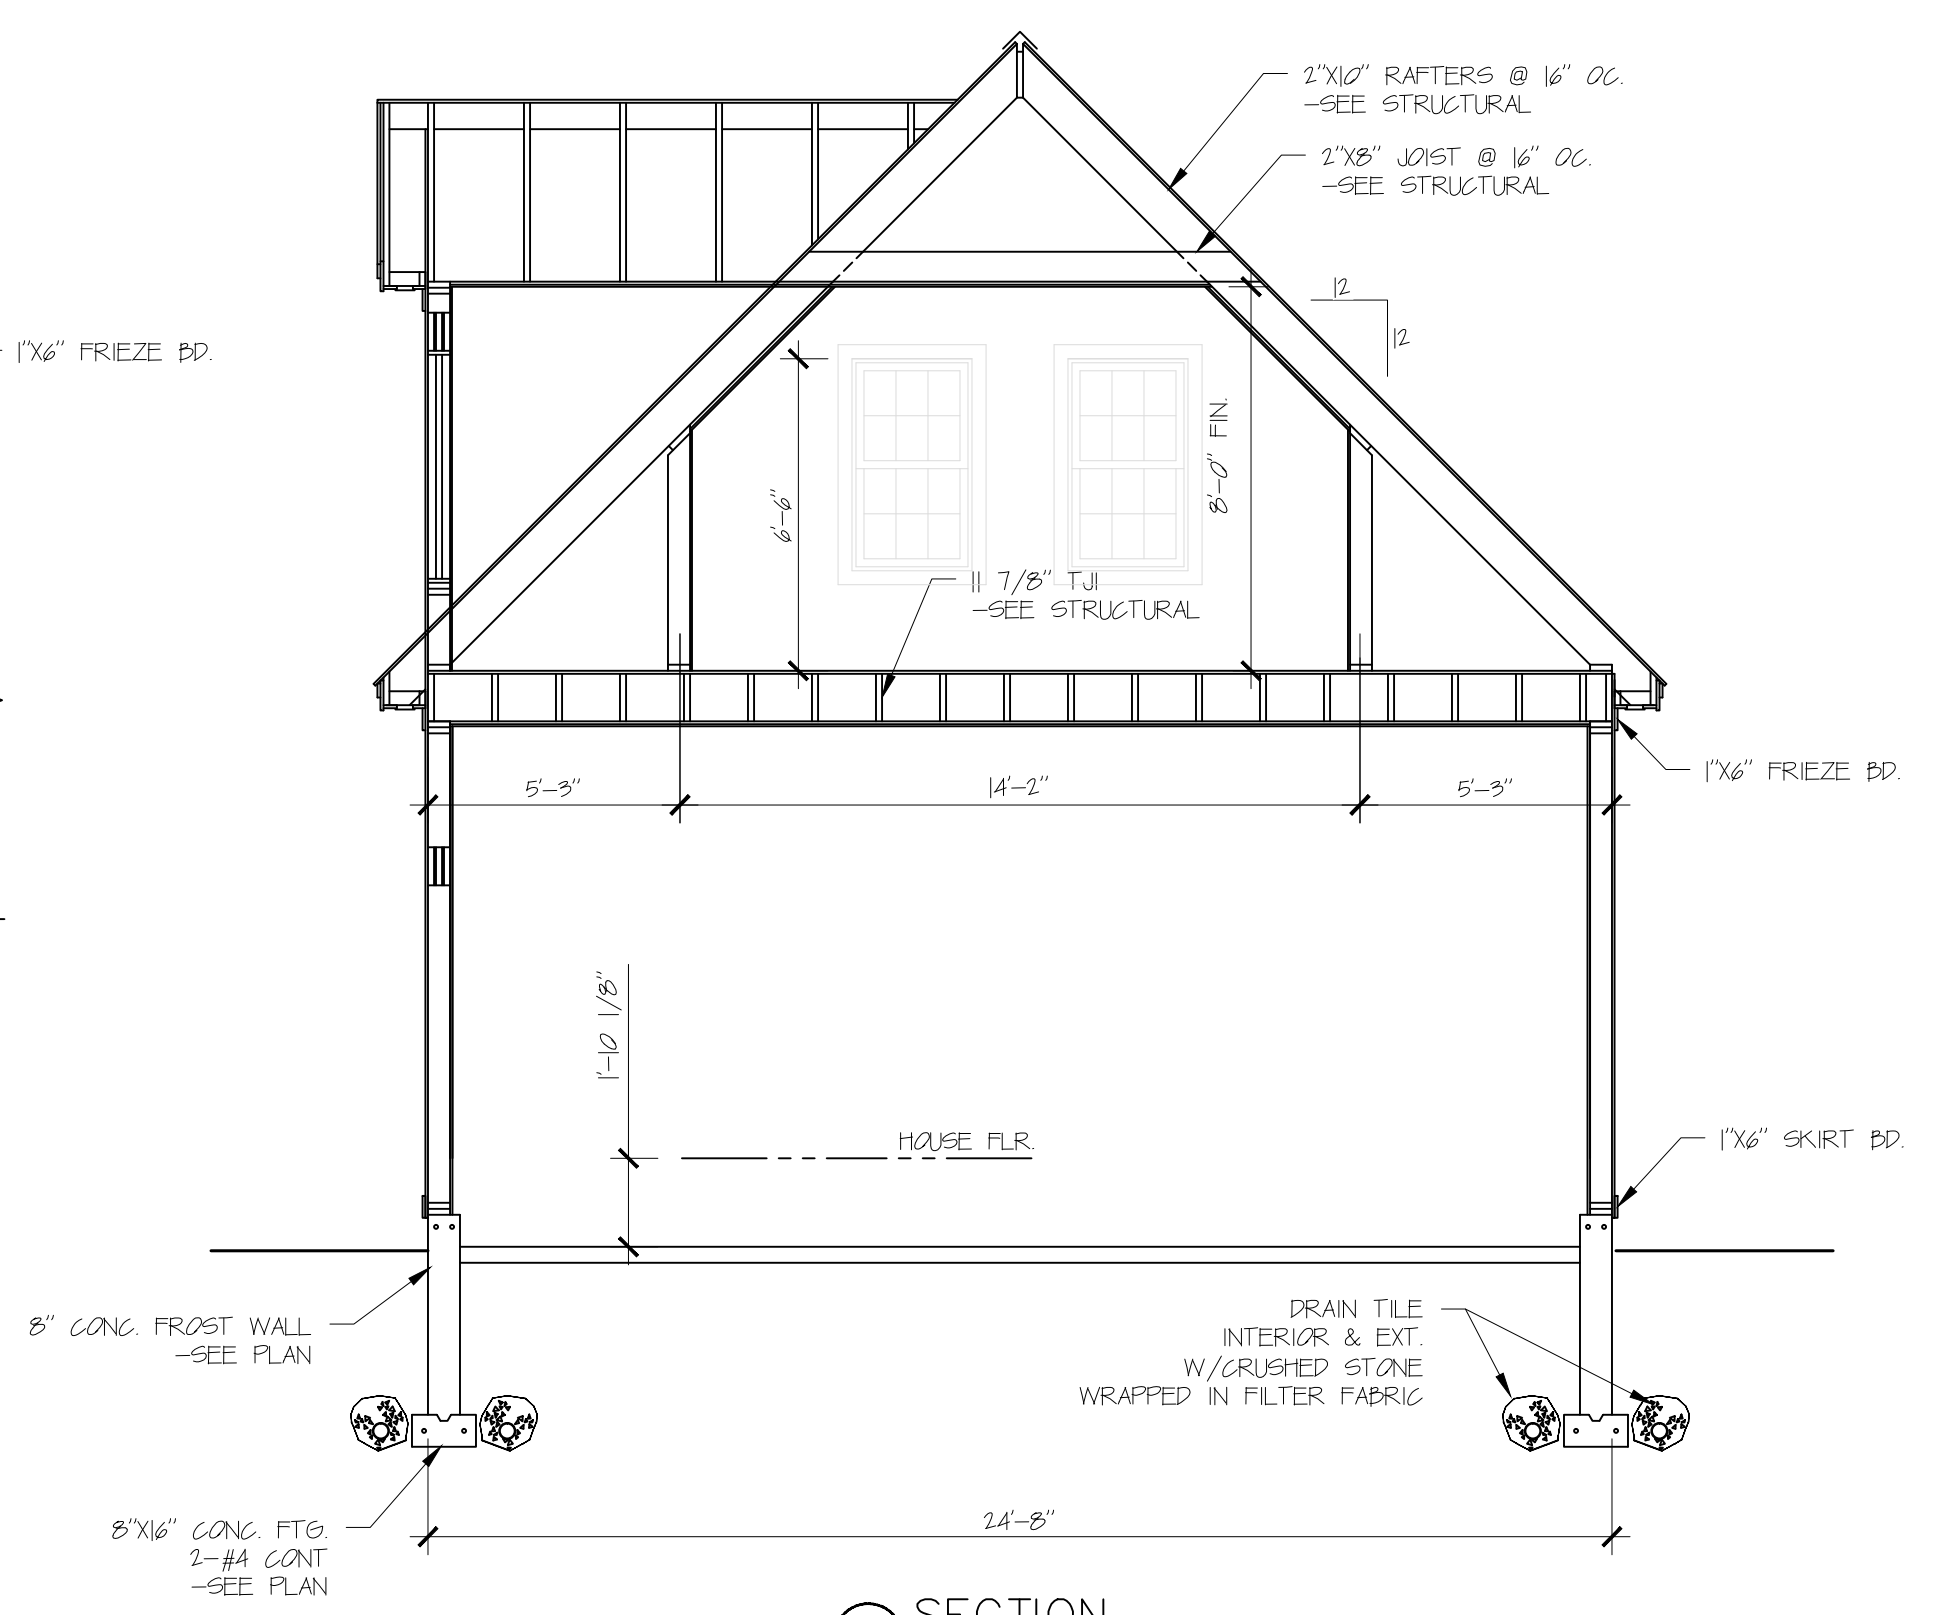 2"X10" RAFTERS @ 16" OC.
-SEE STRUCTURAL
2"X8" JOIST @ 16" OC.
-SEE STRUCTURAL
12
12
1"X6" FRIEZE BD.
8'-0" FIN.
6'-6"
11 7/8" TJI
-SEE STRUCTURAL
1"X6" FRIEZE BD.
5'-3"
14'-2"
5'-3"
1'-10 1/8"
HOUSE FLR.
1"X6" SKIRT BD.
8" CONC. FROST WALL
-SEE PLAN
DRAIN TILE
INTERIOR & EXT.
W/CRUSHED STONE
WRAPPED IN FILTER FABRIC
8"X16" CONC. FTG.
2-#4 CONT
-SEE PLAN
24'-8"
SECTION